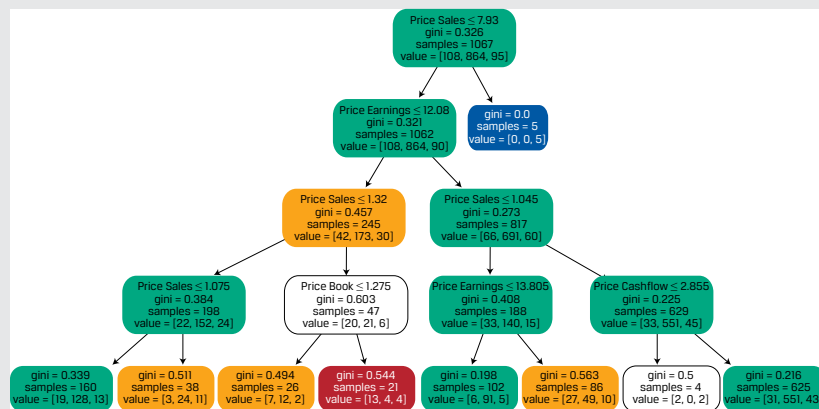 Price Sales ≤ 7.93
gini = 0.326
samples = 1067
value = [108, 864, 95]
Price Earnings ≤ 12.08
gini = 0.321
samples = 1062
value = [108, 864, 90]
gini = 0.0
samples = 5
value = [0, 0, 5]
Price Sales ≤ 1.32
gini = 0.457
samples = 245
value = [42, 173, 30]
Price Sales ≤ 1.045
gini = 0.273
samples = 817
value = [66, 691, 60]
Price Sales ≤ 1.075
gini = 0.384
samples = 198
value = [22, 152, 24]
Price Book ≤ 1.275
gini = 0.603
samples = 47
value = [20, 21, 6]
Price Earnings ≤ 13.805
gini = 0.408
samples = 188
value = [33, 140, 15]
Price Cashflow ≤ 2.855
gini = 0.225
samples = 629
value = [33, 551, 45]
gini = 0.339
samples = 160
value = [19, 128, 13]
gini = 0.511
samples = 38
value = [3, 24, 11]
gini = 0.494
samples = 26
value = [7, 12, 2]
gini = 0.544
samples = 21
value = [13, 4, 4]
gini = 0.198
samples = 102
value = [6, 91, 5]
gini = 0.563
samples = 86
value = [27, 49, 10]
gini = 0.5
samples = 4
value = [2, 0, 2]
gini = 0.216
samples = 625
value = [31, 551, 43]